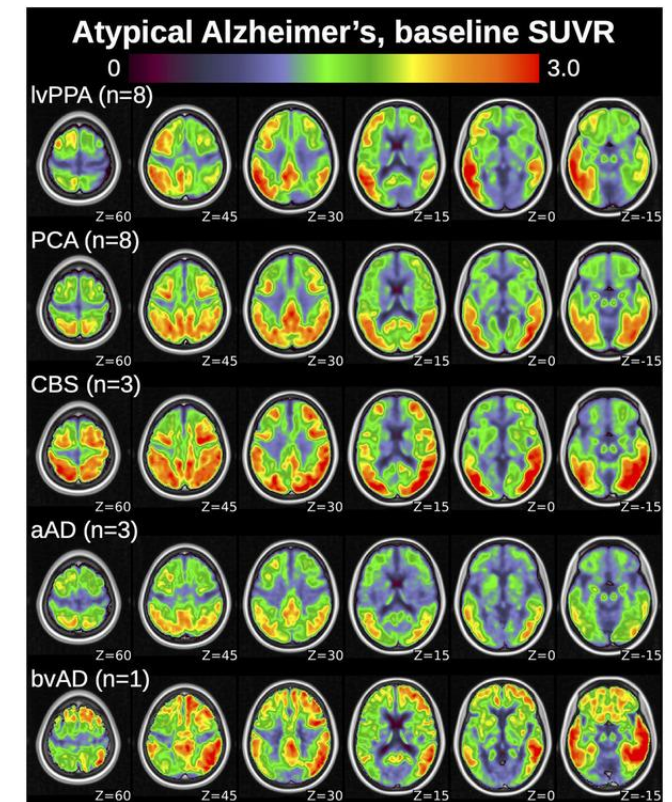 Atypical Alzheimer's, baseline SUVR
0 3.0
lvPPA (n=8)
Z=60 Z=45 Z=30 Z=15 Z=0 Z=-15
PCA (n=8)
Z=60 Z=45 Z=30 Z=15 Z=0 Z=-15
CBS (n=3)
Z=60 Z=45 Z=30 Z=15 Z=0 Z=-15
aAD (n=3)
Z=60 Z=45 Z=30 Z=15 Z=0 Z=-15
bvAD (n=1)
Z=60 Z=45 Z=30 Z=15 Z=0 Z=-15